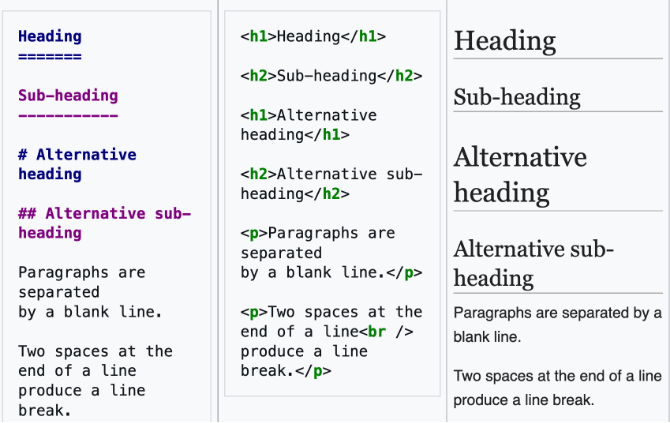 Heading
=======
Sub-heading
-----------
# Alternative
heading
## Alternative sub-
heading
Paragraphs are
separated
by a blank line.
Two spaces at the
end of a line
produce a line
break.
<h1>Heading</h1>
<h2>Sub-heading</h2>
<h1>Alternative
heading</h1>
<h2>Alternative sub-
heading</h2>
<p>Paragraphs are
separated
by a blank line.</p>
<p>Two spaces at the
end of a line<br />
produce a line
break.</p>
Heading
Sub-heading
Alternative
heading
Alternative sub-
heading
Paragraphs are separated by a
blank line.
Two spaces at the end of a line
produce a line break.